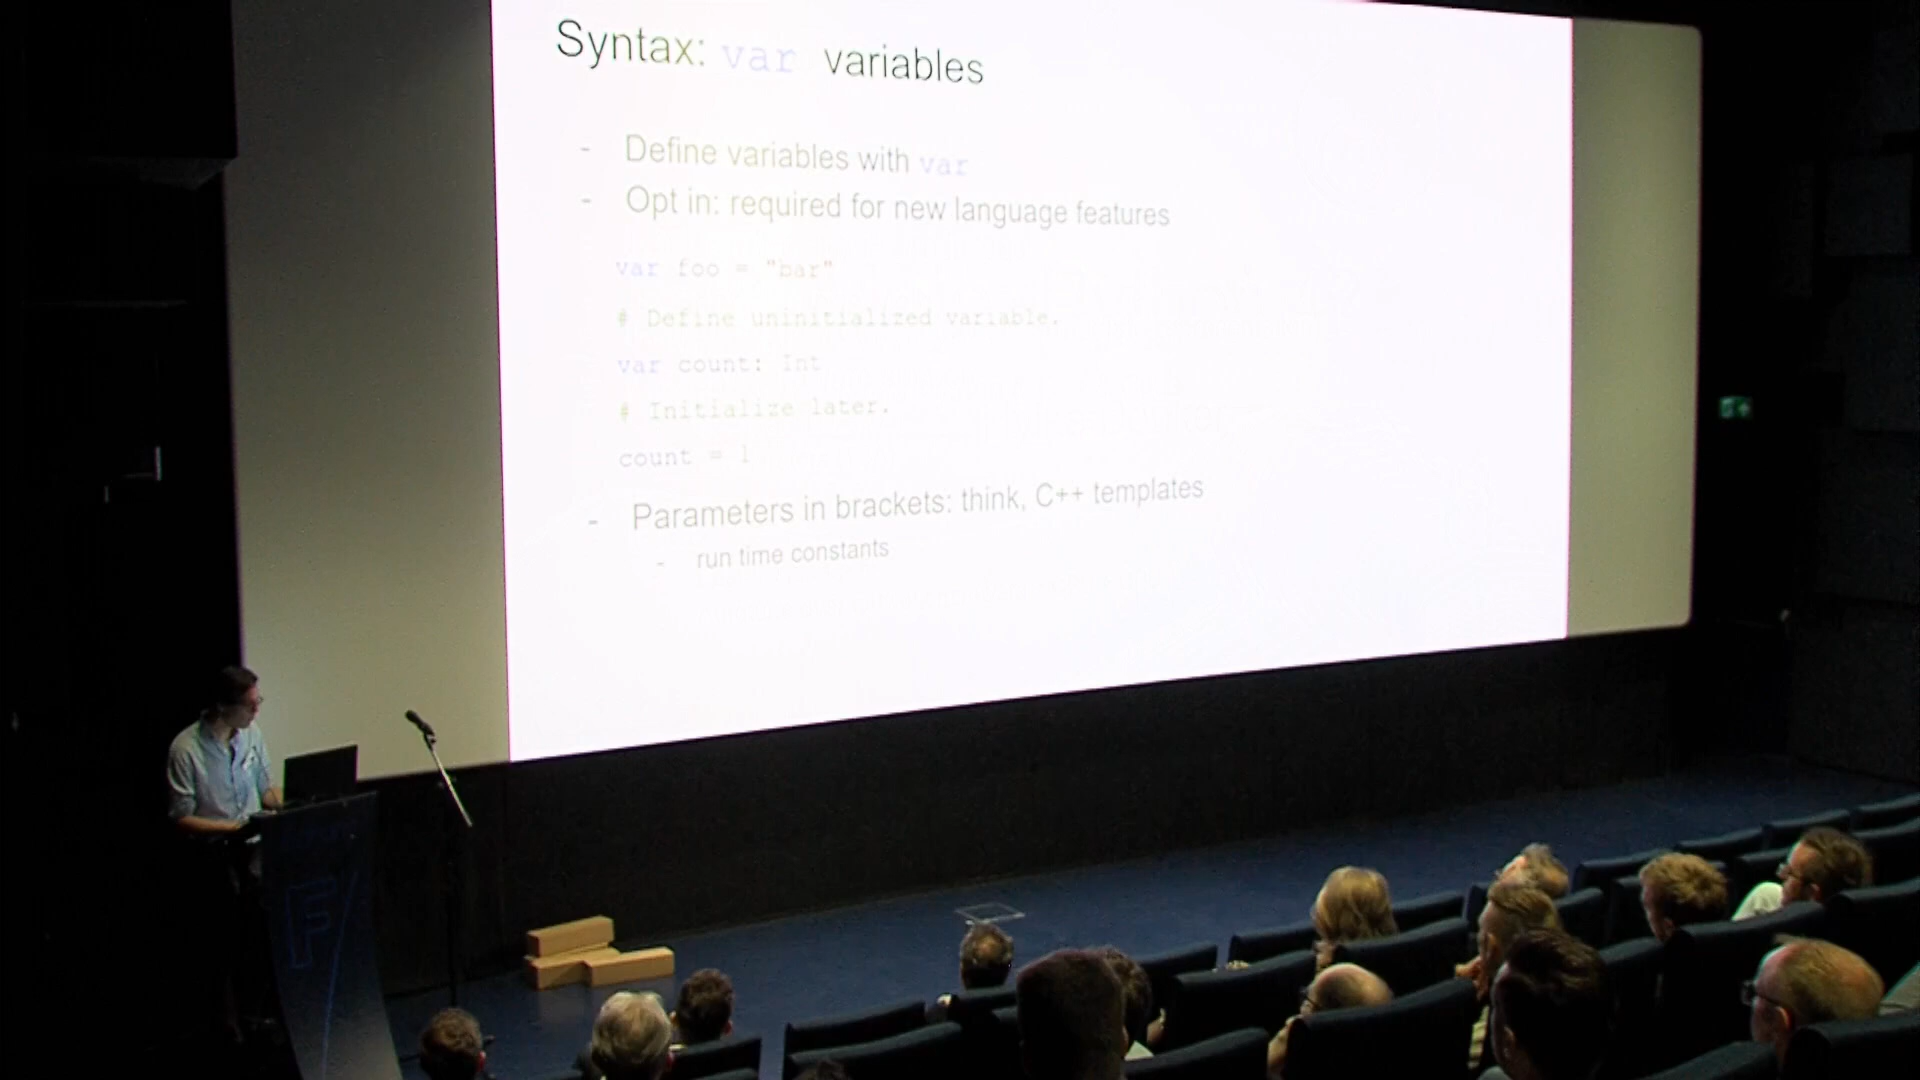 Syntax: var variables
- Define variables with var
- Opt in: required for new language features
var foo = "bar"
# Define uninitialized variable.
var count: Int
# Initialize later.
count = 1
- Parameters in brackets: think, C++ templates
- run time constants
F